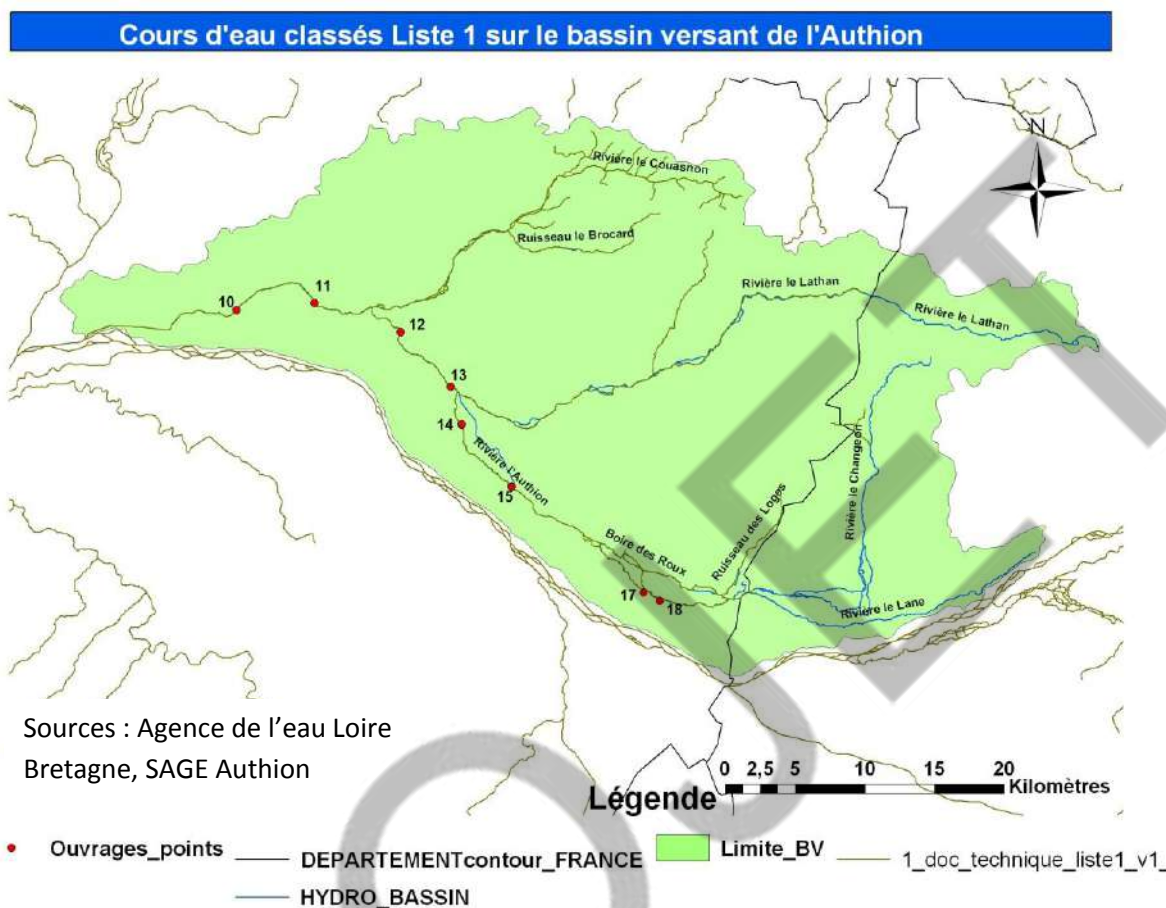 Cours d'eau classés Liste 1 sur le bassin versant de l'Authion
N
Rivière le Couasnon
Ruisseau le Brocard
Rivière le Lathan
Rivière le Lathan
10
11
12
13
14
15
Rivière l'Authion
Rivière le Changeon
Ruisseau des Loges
Boire des Roux
17
18
Rivière le Lane
Sources : Agence de l'eau Loire
Bretagne, SAGE Authion
0 2,5 5 10 15 20
Kilomètres
Légende
Ouvrages_points
DEPARTEMENTcontour_FRANCE
Limite_BV
1_doc_technique_liste1_v1_
HYDRO_BASSIN